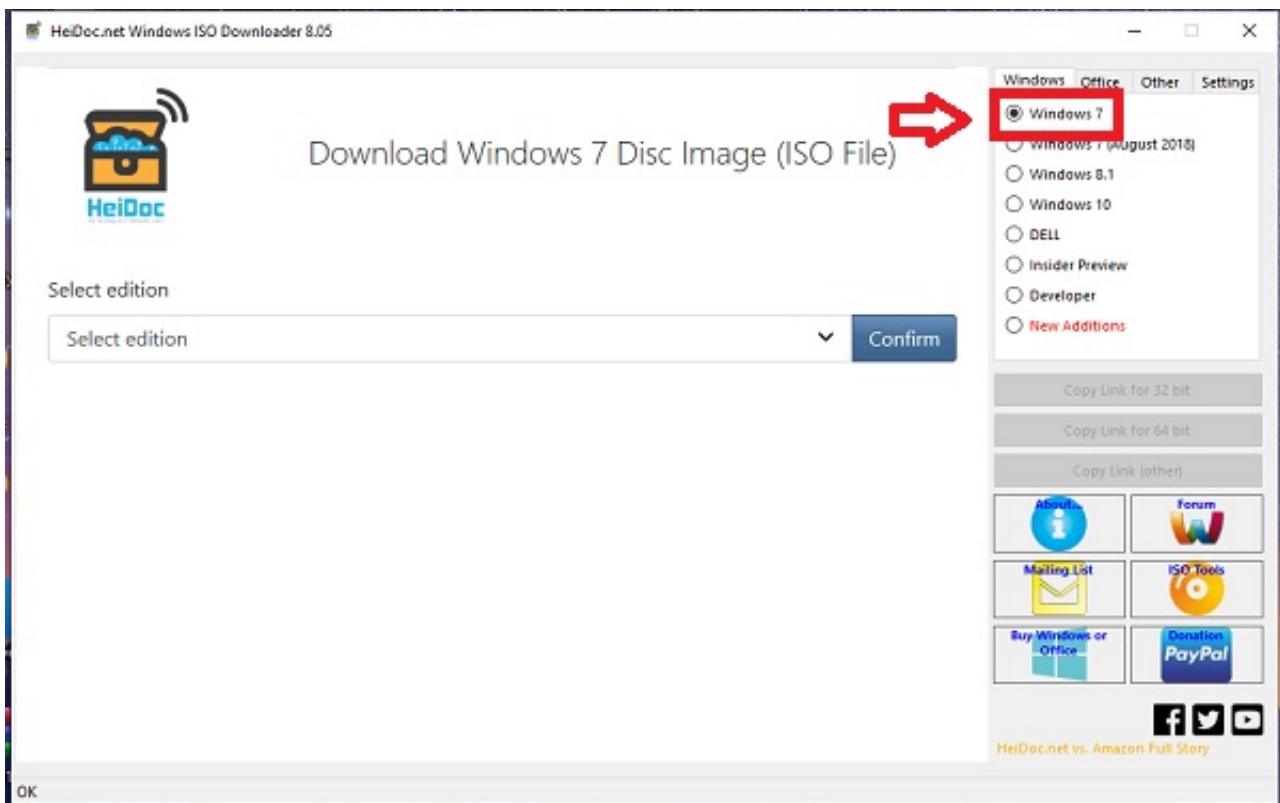 HeiDoc.net Windows ISO Downloader 8.05
HeiDoc
Download Windows 7 Disc Image (ISO File)
Select edition
Select edition
Confirm
Windows Office Other Settings
Windows 7
Windows 7 (August 2018)
Windows 8.1
Windows 10
DELL
Insider Preview
Developer
New Additions
Copy Link for 32 bit
Copy Link for 64 bit
Copy Link (other)
About... Forum
Mailing List ISO Tools
Buy Windows or Office
Donation
PayPal
HeiDoc.net vs. Amazon Full Story
OK